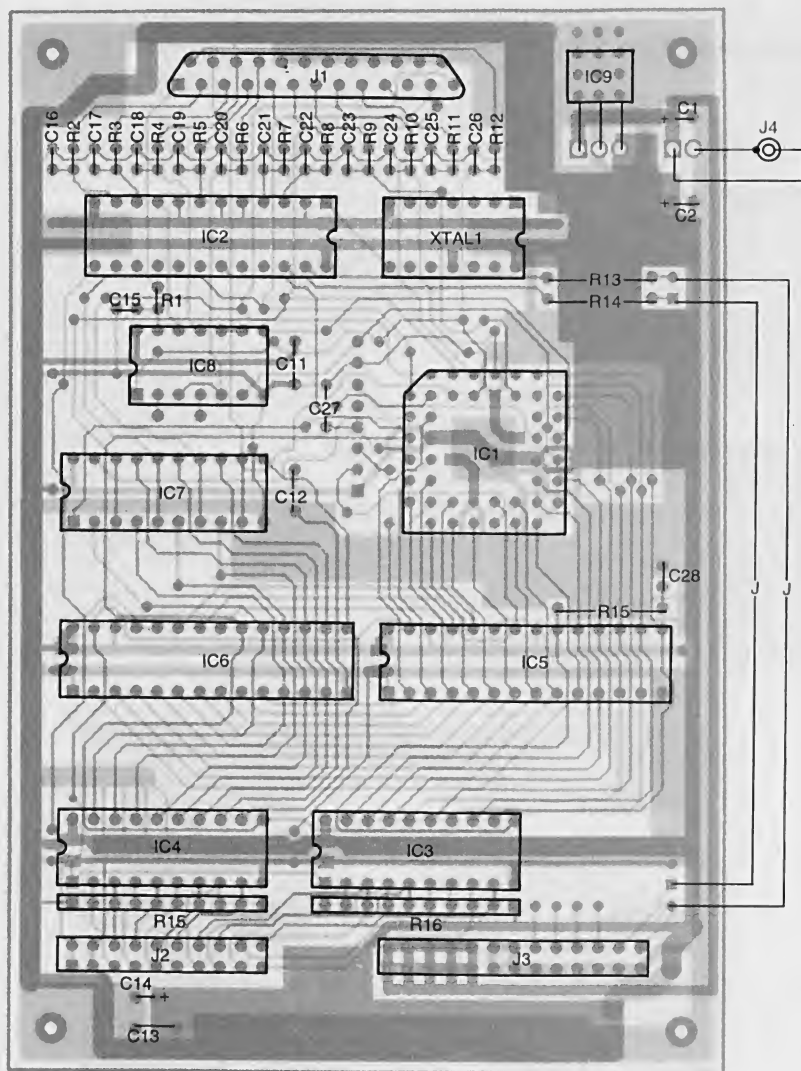 J1
IC9
C1
+
J4
C16
R2
C17
R3
C18
R4
C19
R5
C20
R6
C21
R7
C22
R8
C23
R9
C24
R10
C25
R11
C26
R12
+
C2
IC2
XTAL1
R13
R14
C15
R1
IC8
C11
C27
IC1
IC7
C12
C28
R15
J
J
IC6
IC5
IC4
IC3
R15
R16
J2
J3
C14
+
C13